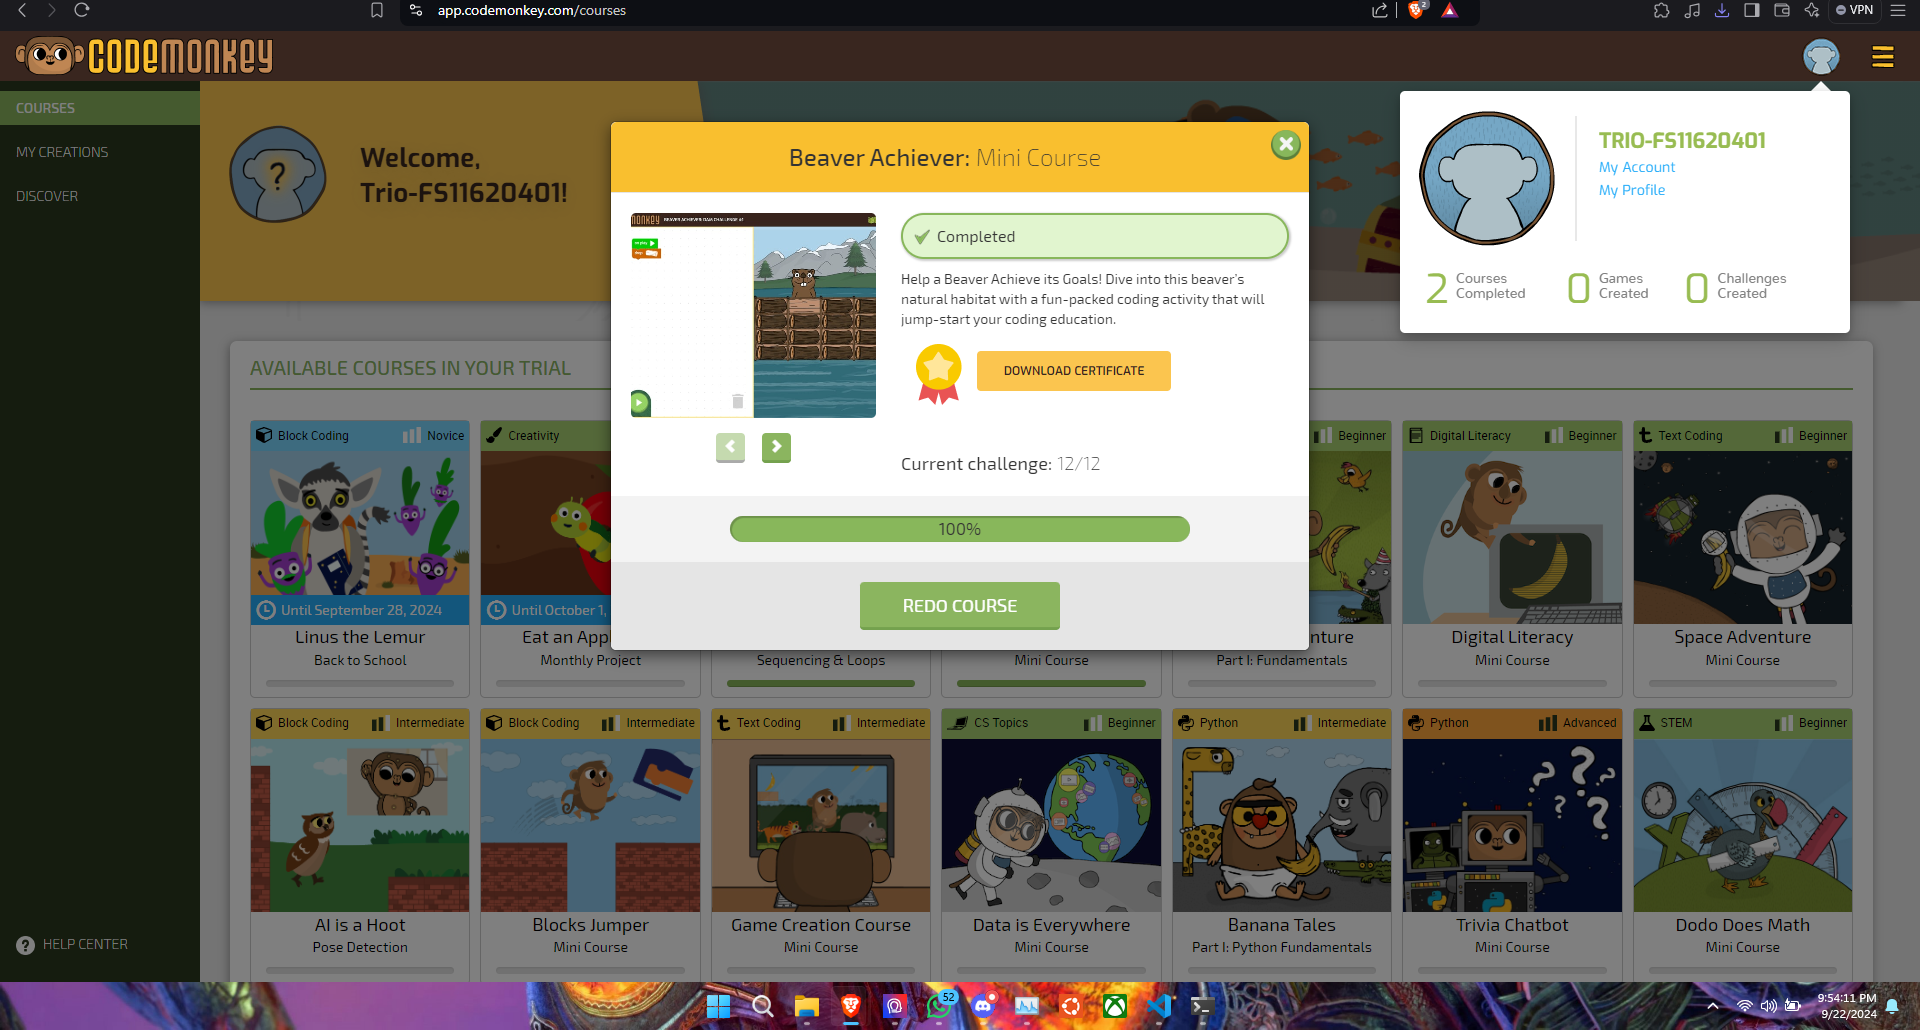 app.codemonkey.com/courses
2
VPN
CODEMONKEY
COURSES
MY CREATIONS
DISCOVER
HELP CENTER
Welcome,
Trio-FS11620401!
TRIO-FS11620401
My Account
My Profile
2 Courses Completed
0 Games Created
0 Challenges Created
Beaver Achiever: Mini Course
Completed
Help a Beaver Achieve its Goals! Dive into this beaver's
natural habitat with a fun-packed coding activity that will
jump-start your coding education.
DOWNLOAD CERTIFICATE
Current challenge: 12/12
100%
REDO COURSE
AVAILABLE COURSES IN YOUR TRIAL
Block Coding Novice
Until September 28, 2024
Linus the Lemur
Back to School
Creativity
Until October 1,
Eat an App
Monthly Project
Sequencing & Loops
Mini Course
Beginner
nture
Part I: Fundamentals
Digital Literacy Beginner
Digital Literacy
Mini Course
Text Coding Beginner
Space Adventure
Mini Course
Block Coding Intermediate
AI is a Hoot
Pose Detection
Block Coding Intermediate
Blocks Jumper
Mini Course
Text Coding Intermediate
Game Creation Course
Mini Course
CS Topics Beginner
Data is Everywhere
Mini Course
Python Intermediate
Banana Tales
Part I: Python Fundamentals
Python Advanced
Trivia Chatbot
Mini Course
STEM Beginner
Dodo Does Math
Mini Course
52
9:54:11 PM
9/22/2024